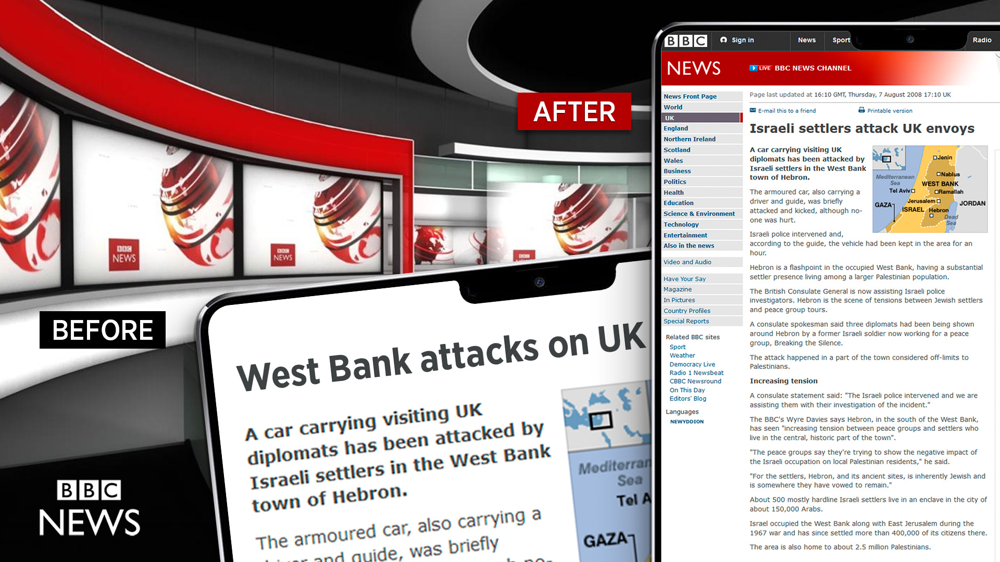 BBC
NEWS
BBC
NEWS
BEFORE
BBC
NEWS
West Bank attacks on UK
A car carrying visiting UK
diplomats has been attacked by
Israeli settlers in the West Bank
town of Hebron.
The armoured car, also carrying a
driver and guide, was briefly
Mediterran
Sea
Tel A
GAZA
AFTER
BBC
Sign in
News
Sport
Radio
NEWS
LIVE BBC NEWS CHANNEL
News Front Page
World
UK
England
Northern Ireland
Scotland
Wales
Business
Politics
Health
Education
Science & Environment
Technology
Entertainment
Also in the news
Video and Audio
Have Your Say
Magazine
In Pictures
Country Profiles
Special Reports
Related BBC sites
Sport
Weather
Democracy Live
Radio 1 Newsbeat
CBBC Newsround
On This Day
Editors' Blog
Languages
NEWYDDION
Page last updated at 16:10 GMT, Thursday, 7 August 2008 17:10 UK
E-mail this to a friend
Printable version
Israeli settlers attack UK envoys
A car carrying visiting UK
diplomats has been attacked by
Israeli settlers in the West Bank
town of Hebron.
The armoured car, also carrying a
driver and guide, was briefly
attacked and kicked, although no-
one was hurt.
Israeli police intervened and,
according to the guide, the vehicle had been kept in the area for an
hour.
Jenin
Nablus
Mediterranean
Sea
WEST BANK
Tel Aviv
Ramallah
Jerusalem
JORDAN
GAZA
ISRAEL
Hebron
Dead
Sea
Hebron is a flashpoint in the occupied West Bank, having a substantial
settler presence living among a larger Palestinian population.
The British Consulate General is now assisting Israeli police
investigators. Hebron is the scene of tensions between Jewish settlers
and peace group tours.
A consulate spokesman said three diplomats had been being shown
around Hebron by a former Israeli soldier now working for a peace
group, Breaking the Silence.
The attack happened in a part of the town considered off-limits to
Palestinians.
Increasing tension
A consulate statement said: "The Israeli police intervened and we are
assisting them with their investigation of the incident."
The BBC's Wyre Davies says Hebron, in the south of the West Bank,
has seen "increasing tension between peace groups and settlers who
live in the central, historic part of the town".
"The peace groups say they're trying to show the negative impact of
the Israeli occupation on local Palestinian residents," he said.
"For the settlers, Hebron, and its ancient sites, is inherently Jewish and
is somewhere they have vowed to remain."
About 500 mostly hardline Israeli settlers live in an enclave in the city of
about 150,000 Arabs.
Israel occupied the West Bank along with East Jerusalem during the
1967 war and has since settled more than 400,000 of its citizens there.
The area is also home to about 2.5 million Palestinians.